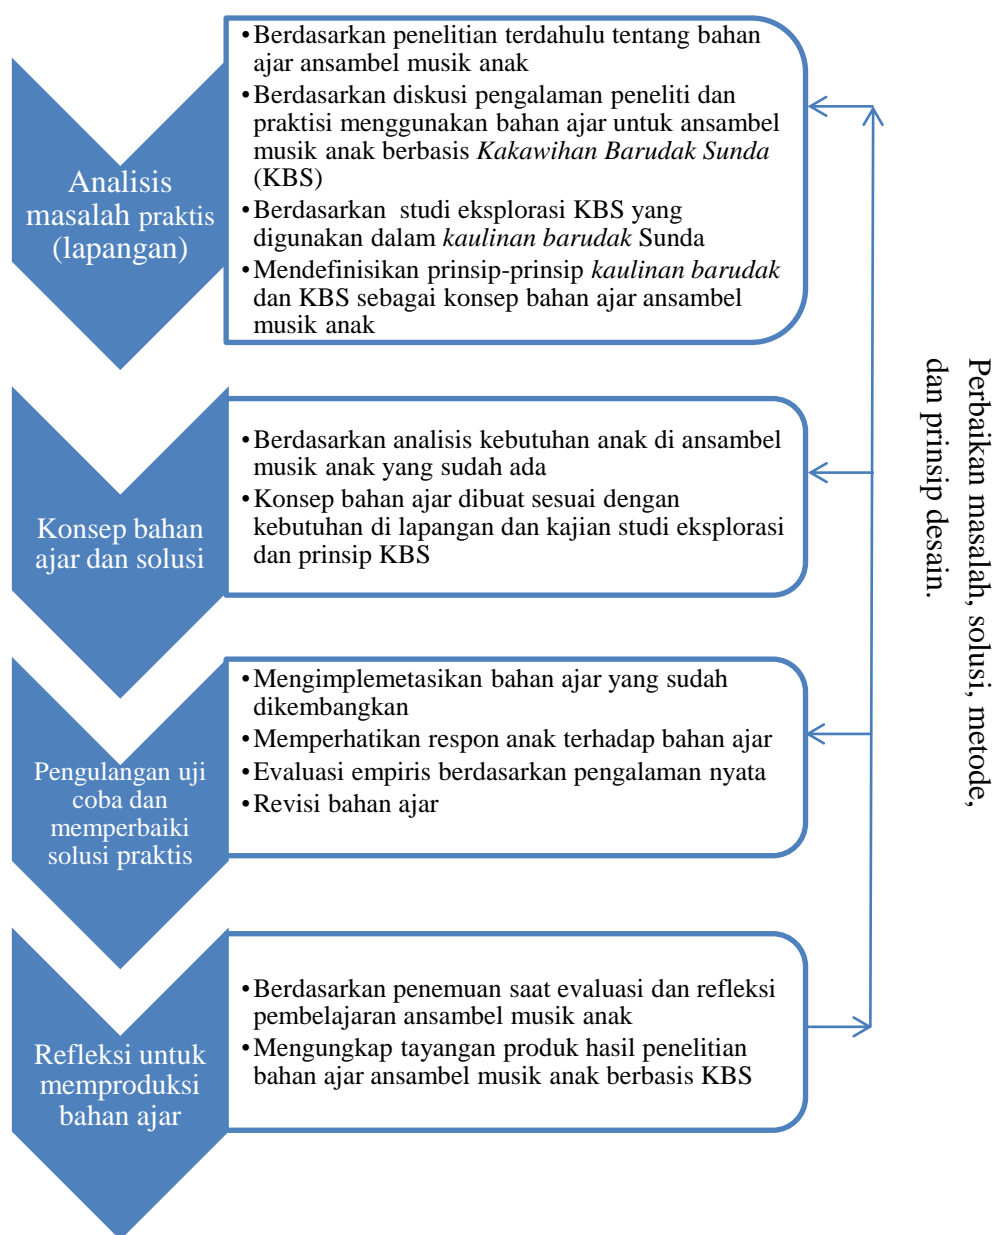 Analisis
masalah praktis
(lapangan)
•Berdasarkan penelitian terdahulu tentang bahan
ajar ansambel musik anak
•Berdasarkan diskusi pengalaman peneliti dan
praktisi menggunakan bahan ajar untuk ansambel
musik anak berbasis Kakawihan Barudak Sunda
(KBS)
•Berdasarkan studi eksplorasi KBS yang
digunakan dalam kaulinan barudak Sunda
•Mendefinisikan prinsip-prinsip kaulinan barudak
dan KBS sebagai konsep bahan ajar ansambel
musik anak
Konsep bahan
ajar dan solusi
•Berdasarkan analisis kebutuhan anak di ansambel
musik anak yang sudah ada
•Konsep bahan ajar dibuat sesuai dengan
kebutuhan di lapangan dan kajian studi eksplorasi
dan prinsip KBS
Pengulangan uji
coba dan
memperbaiki
solusi praktis
•Mengimplemetasikan bahan ajar yang sudah
dikembangkan
•Memperhatikan respon anak terhadap bahan ajar
•Evaluasi empiris berdasarkan pengalaman nyata
•Revisi bahan ajar
Refleksi untuk
memproduksi
bahan ajar
•Berdasarkan penemuan saat evaluasi dan refleksi
pembelajaran ansambel musik anak
•Mengungkap tayangan produk hasil penelitian
bahan ajar ansambel musik anak berbasis KBS
Perbaikan masalah, solusi, metode,
dan prinsip desain.